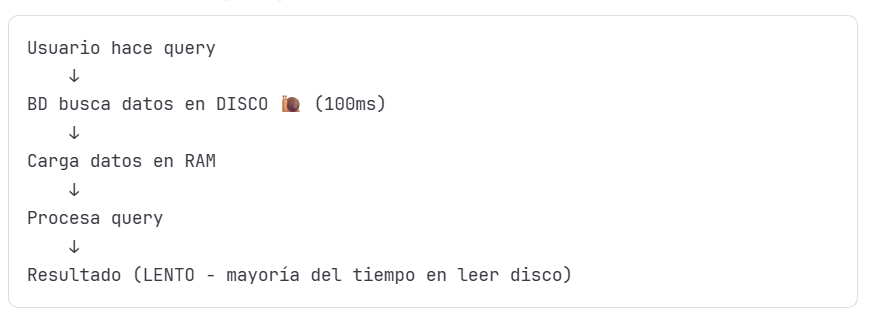 Usuario hace query
↓
BD busca datos en DISCO 🐌 (100ms)
↓
Carga datos en RAM
↓
Procesa query
↓
Resultado (LENTO - mayoría del tiempo en leer disco)